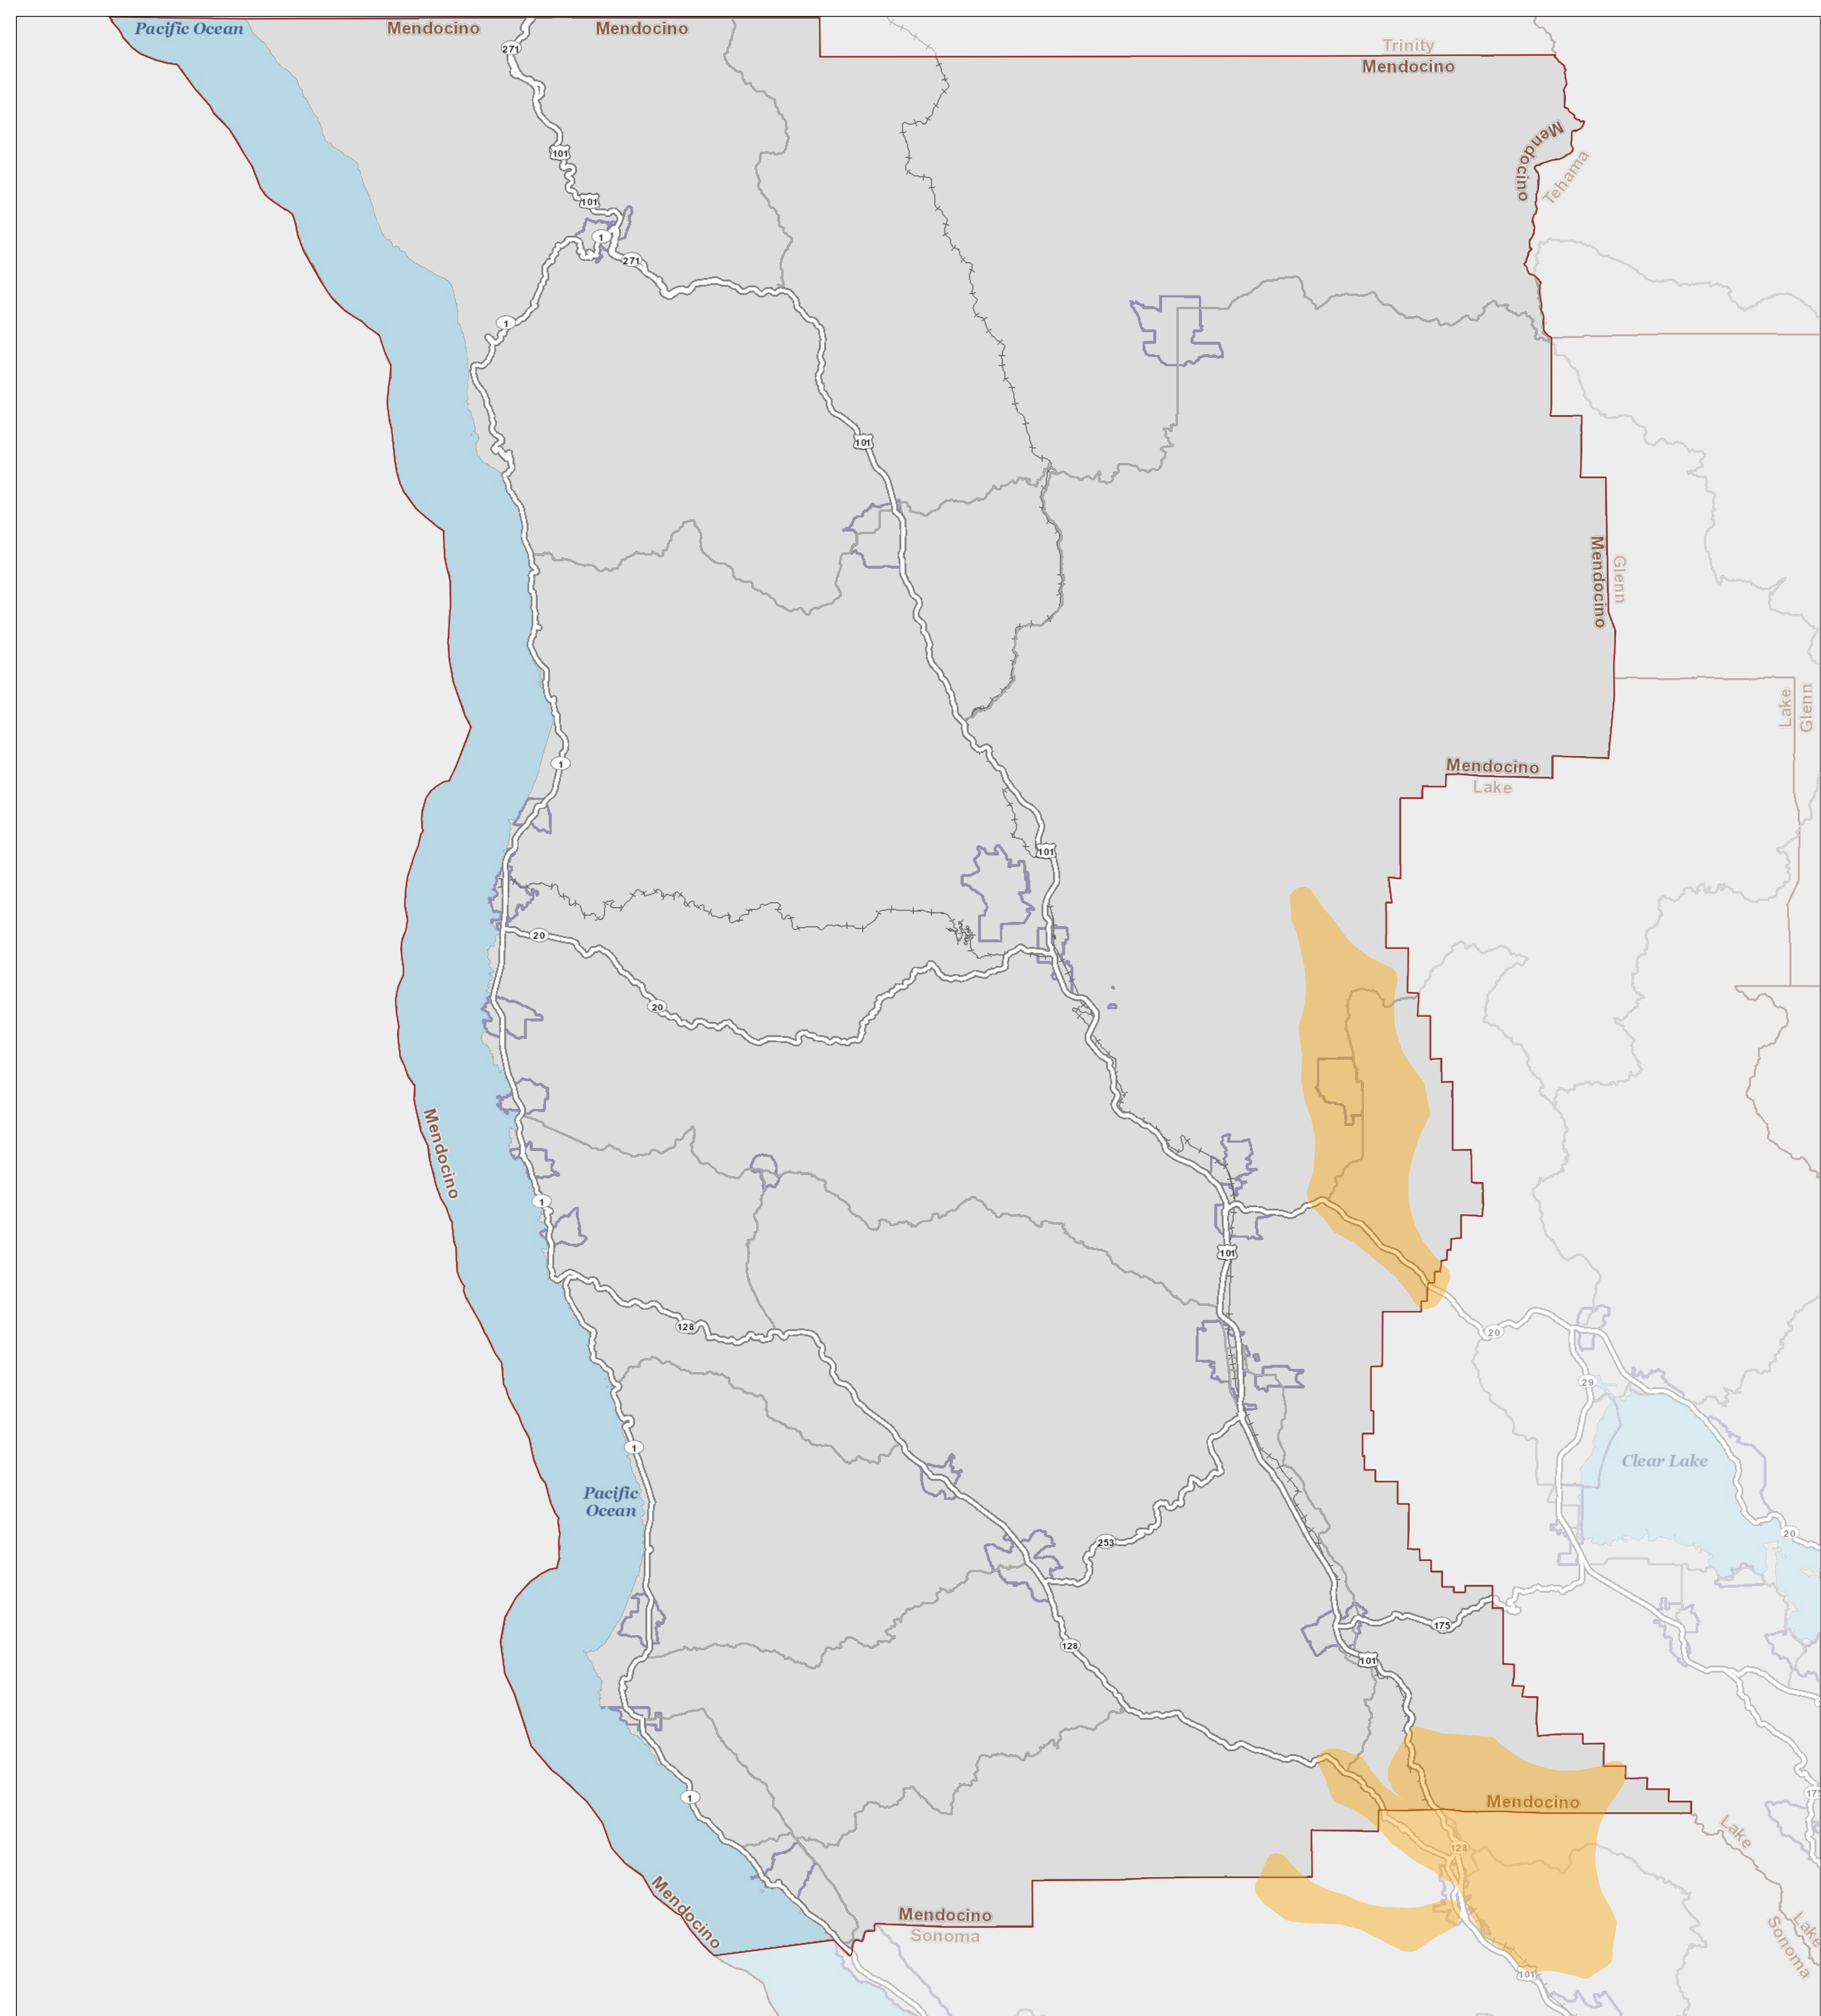 Pacific Ocean
Mendocino
Mendocino
271
Trinity
Mendocino
Mendocino
Tehama
101
101
1
271
1
101
Mendocino
Glenn
Lake
Glenn
1
Mendocino
Lake
101
20
20
Mendocino
1
101
128
20
29
1
Clear Lake
Pacific
Ocean
253
20
175
128
101
1
Mendocino
175
Lake
128
Mendocino
Mendocino
Sonoma
Lake
Sonoma
101